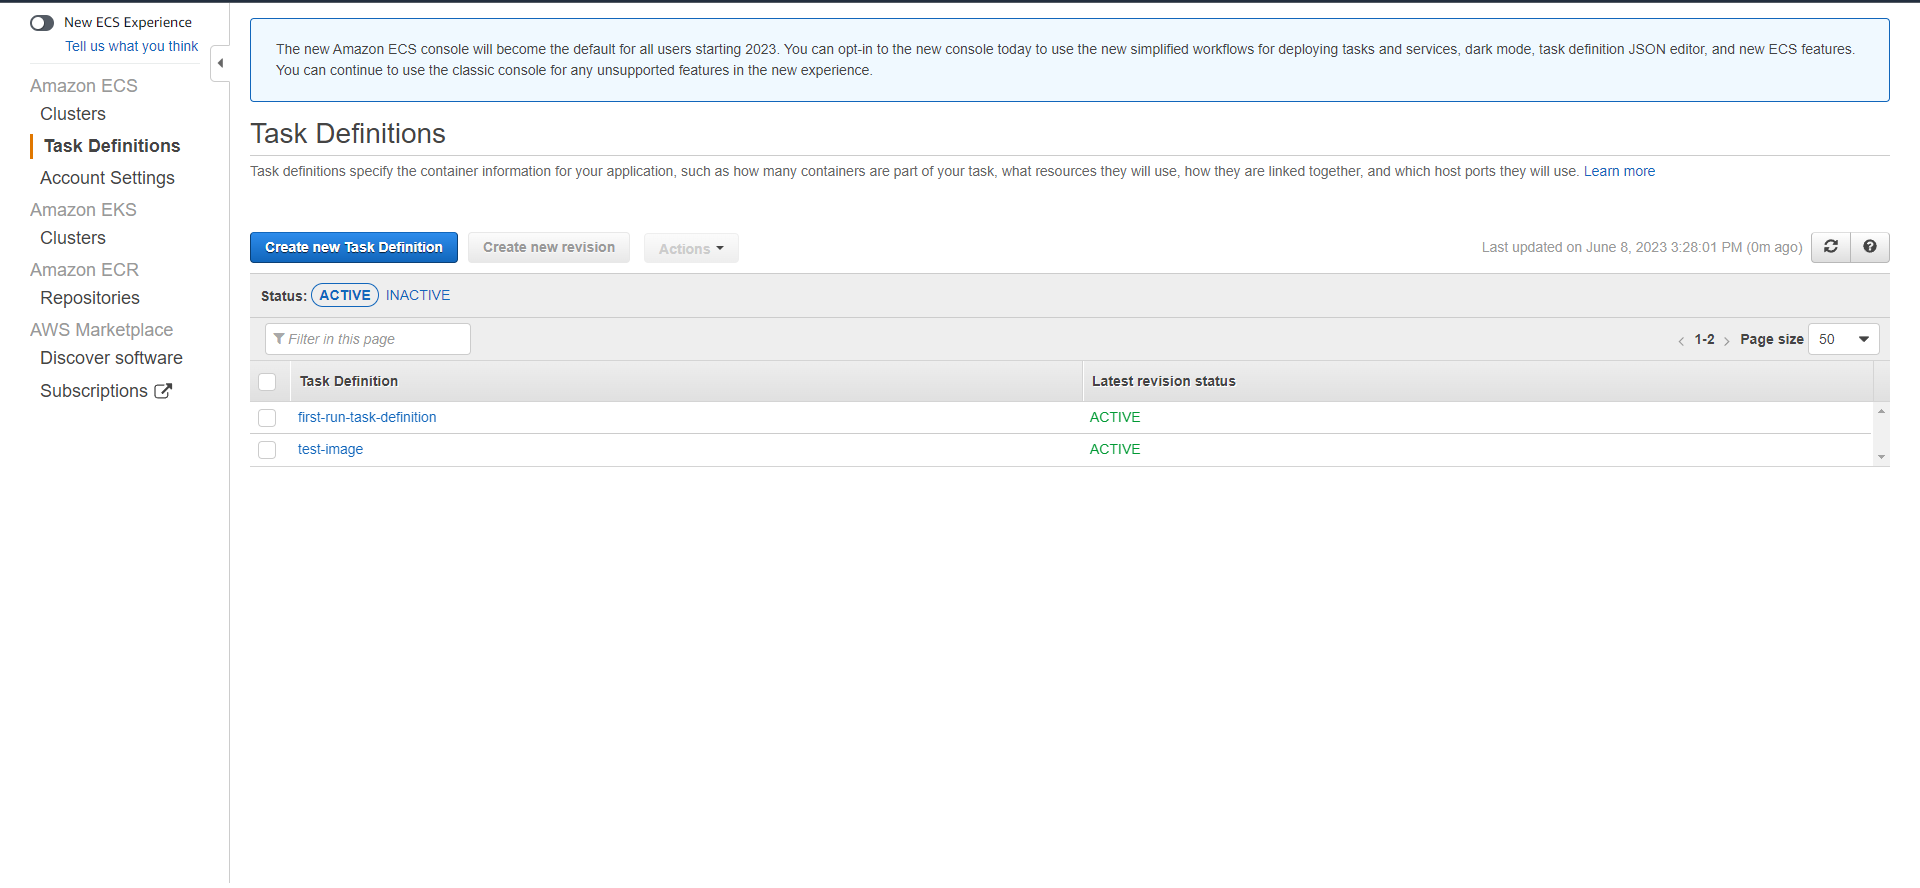 New ECS Experience
Tell us what you think
Amazon ECS
Clusters
Task Definitions
Account Settings
Amazon EKS
Clusters
Amazon ECR
Repositories
AWS Marketplace
Discover software
Subscriptions
The new Amazon ECS console will become the default for all users starting 2023. You can opt-in to the new console today to use the new simplified workflows for deploying tasks and services, dark mode, task definition JSON editor, and new ECS features.
You can continue to use the classic console for any unsupported features in the new experience.
Task Definitions
Task definitions specify the container information for your application, such as how many containers are part of your task, what resources they will use, how they are linked together, and which host ports they will use. Learn more
Create new Task Definition Create new revision Actions Last updated on June 8, 2023 3:28:01 PM (0m ago)
Status: ACTIVE INACTIVE
Filter in this page 1-2 Page size 50
Task Definition Latest revision status
first-run-task-definition ACTIVE
test-image ACTIVE